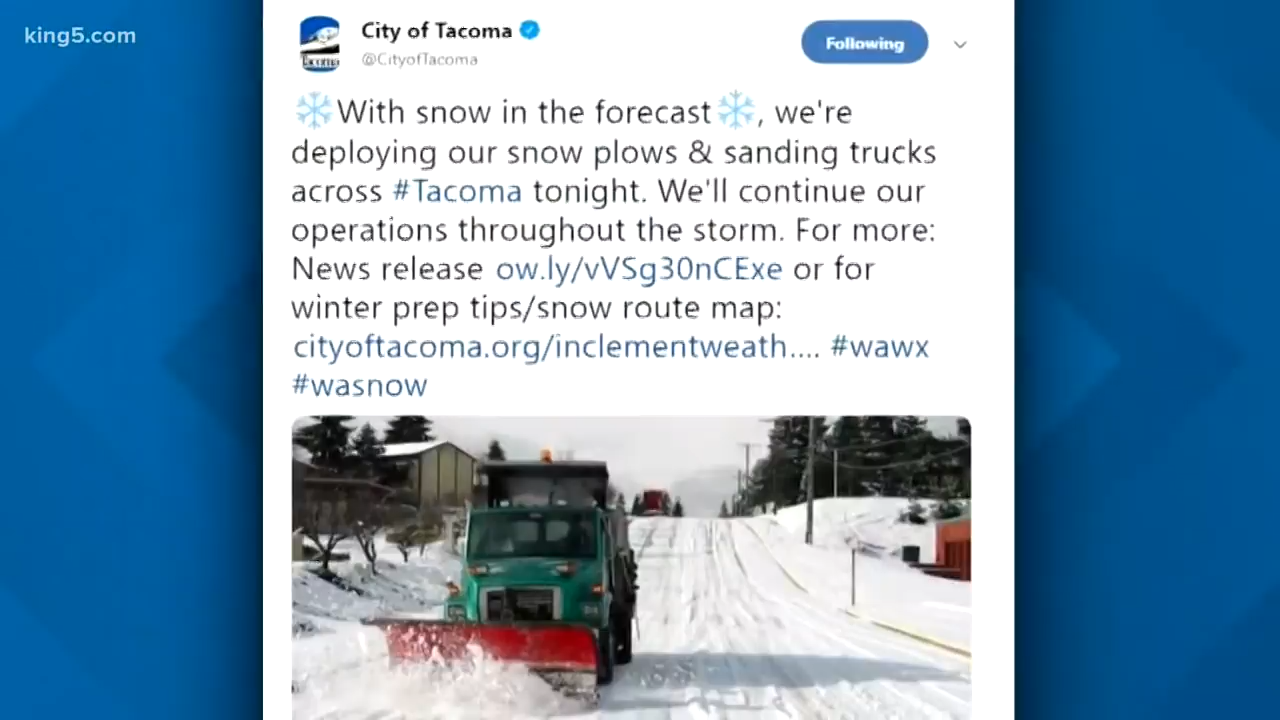 king5.com
City of Tacoma
@CityofTacoma
Following
❄With snow in the forecast❄, we're
deploying our snow plows & sanding trucks
across #Tacoma tonight. We'll continue our
operations throughout the storm. For more:
News release ow.ly/vVSg30nCExe or for
winter prep tips/snow route map:
cityoftacoma.org/inclementweath.... #wawx
#wasnow